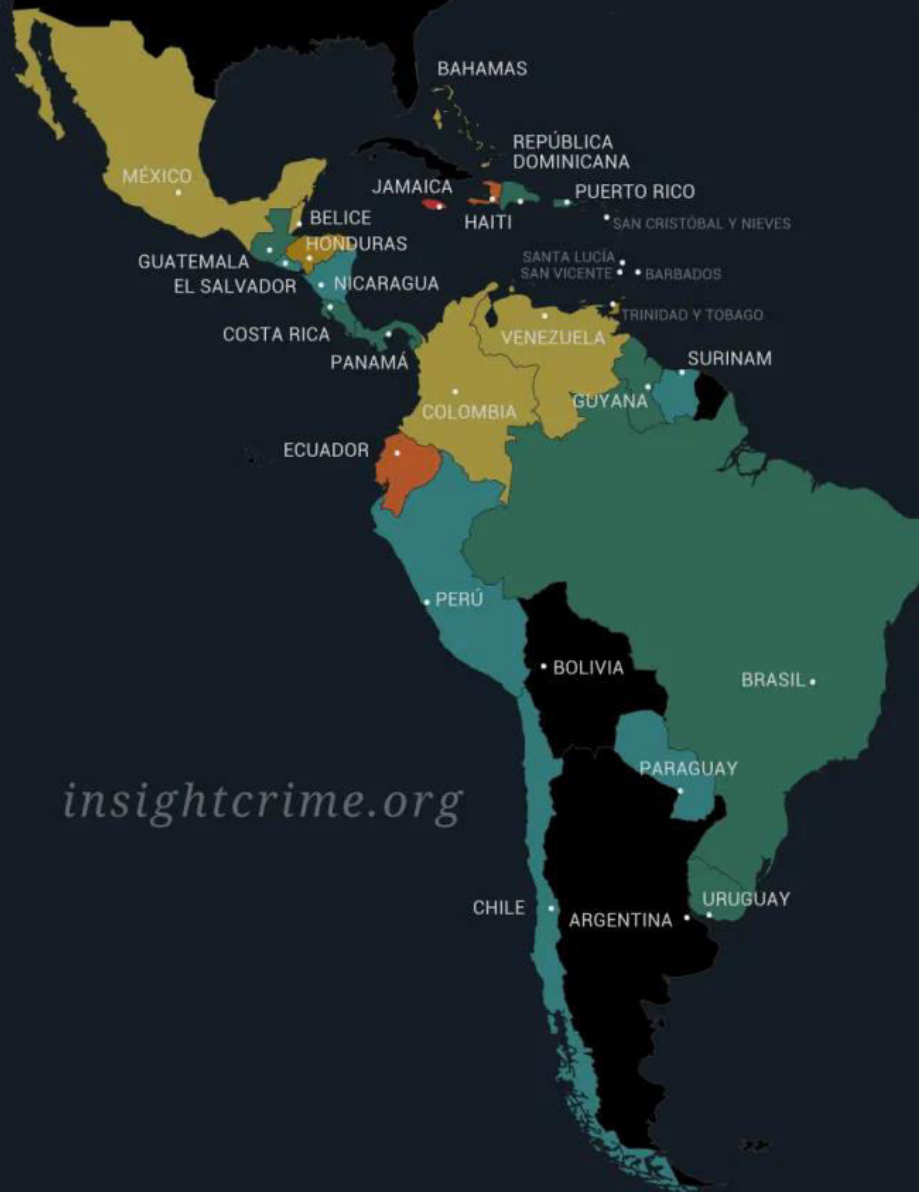 BAHAMAS
REPÚBLICA
DOMINICANA
MÉXICO
JAMAICA
PUERTO RICO
HAITI
BELICE
SAN CRISTÓBAL Y NIEVES
HONDURAS
GUATEMALA
SANTA LUCÍA
SAN VICENTE
BARBADOS
EL SALVADOR
NICARAGUA
TRINIDAD Y TOBAGO
COSTA RICA
VENEZUELA
PANAMÁ
SURINAM
GUYANA
COLOMBIA
ECUADOR
PERÚ
BOLIVIA
BRASIL
PARAGUAY
insightcrime.org
CHILE
URUGUAY
ARGENTINA